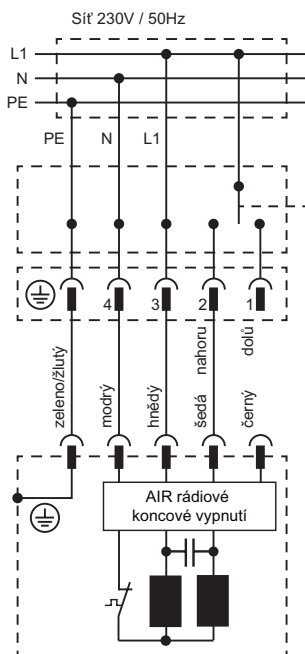 Síť 230V / 50Hz
L1
N
PE
PE N L1
4 3 2 1
zeleno/žlutý
modrý
hnědý
šedá
nahoru
černý
dolů
AIR rádiové
koncové vypnutí